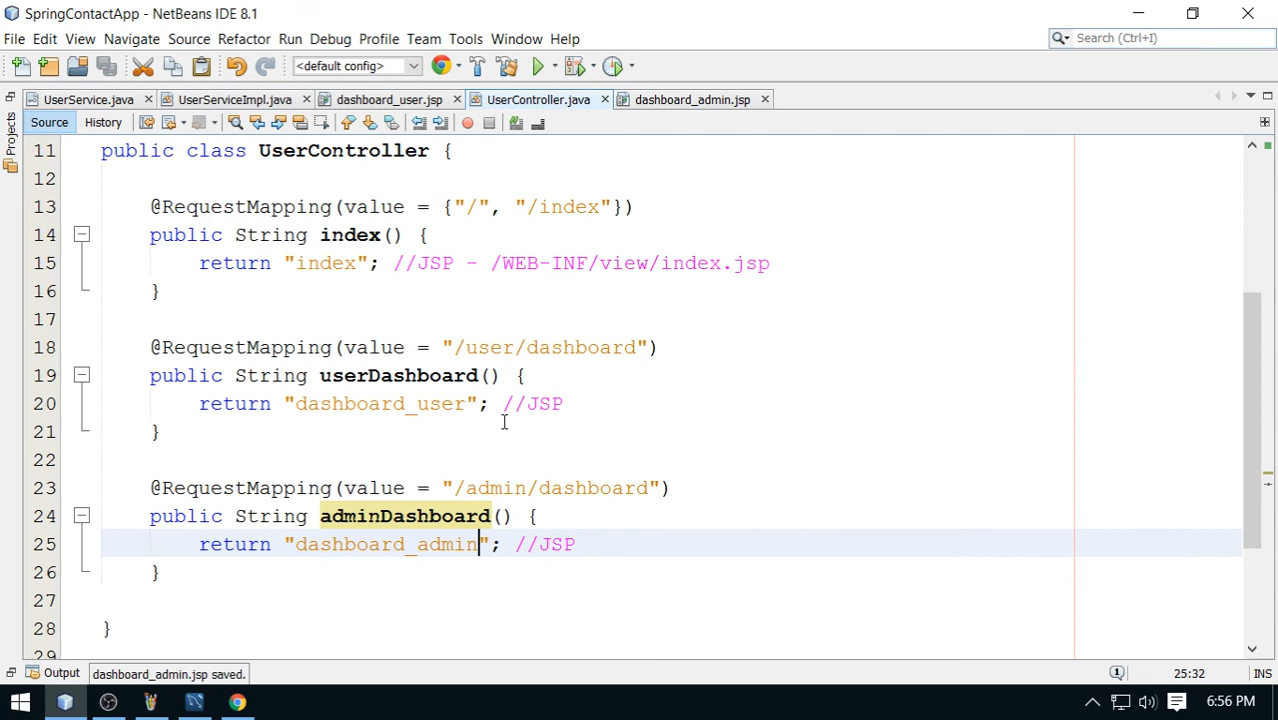 SpringContactApp - NetBeans IDE 8.1
File Edit View Navigate Source Refactor Run Debug Profile Team Tools Window Help
Search (Ctrl+I)
<default config>
UserService.java UserServiceImpl.java dashboard_user.jsp UserController.java dashboard_admin.jsp
Projects
Source History
11 public class UserController {
12
13 @RequestMapping(value = {"/", "/index"})
14 public String index() {
15 return "index"; //JSP - /WEB-INF/view/index.jsp
16 }
17
18 @RequestMapping(value = "/user/dashboard")
19 public String userDashboard() {
20 return "dashboard_user"; //JSP
21 }
22
23 @RequestMapping(value = "/admin/dashboard")
24 public String adminDashboard() {
25 return "dashboard_admin"; //JSP
26 }
27
28 }
29
Output dashboard_admin.jsp saved. 1 25:32 INS
6:56 PM